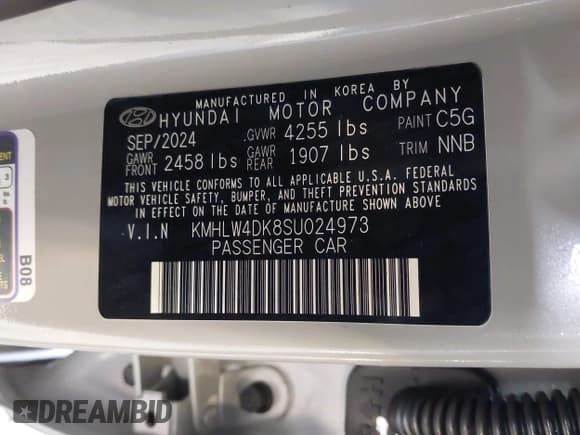 MANUFACTURED IN KOREA BY
HYUNDAI MOTOR COMPANY
SEP/2024 GVWR 4255 lbs PAINT C5G
GAWR FRONT 2458 lbs GAWR REAR 1907 lbs TRIM NNB
THIS VEHICLE CONFORMS TO ALL APPLICABLE U.S.A. FEDERAL
MOTOR VEHICLE SAFETY, BUMPER, AND THEFT PREVENTION STANDARDS
IN EFFECT ON THE DATE OF MANUFACTURE SHOWN ABOVE
V.I.N KMHLW4DK8SU024973
PASSENGER CAR
3
B08
DREAMBID